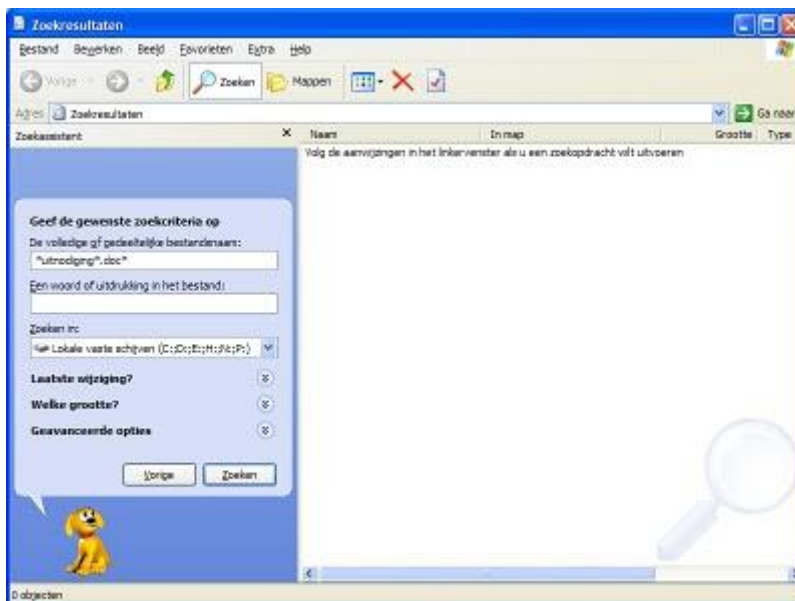 Zoekresultaten
Bestand Bewerken Beeld Favorieten Extra Help
Vorige Zoeken Mappen
Adres Zoekresultaten Ga naar
Zoekassistent Naam In map Grootte Type
Volg de aanwijzingen in het linkervenster als u een zoekopdracht wilt uitvoeren
Geef de gewenste zoekcriteria op
De volledige of gedeeltelijke bestandsnaam:
*uitnodiging*.doc*
Een woord of uitdrukking in het bestand:
Zoeken in:
Lokale vaste schijven (C:;D:;E:;H:;N:;P:)
Laatste wijziging?
Welke grootte?
Geavanceerde opties
Vorige Zoeken
0 objecten